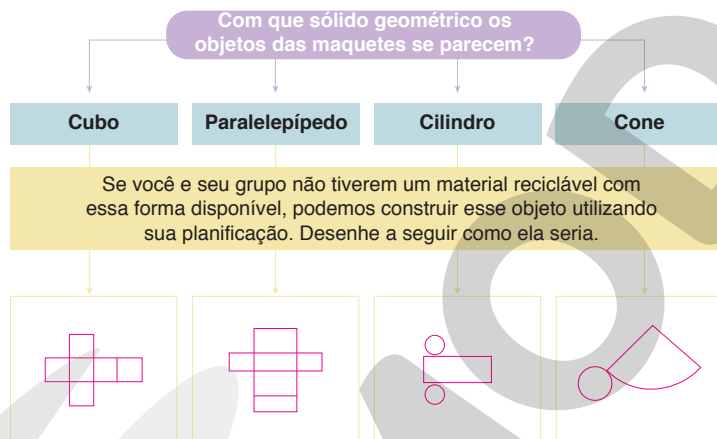 Com que sólido geométrico os
objetos das maquetes se parecem?
Cubo
Paralelepípedo
Cilindro
Cone
Se você e seu grupo não tiverem um material reciclável com
essa forma disponível, podemos construir esse objeto utilizando
sua planificação. Desenhe a seguir como ela seria.